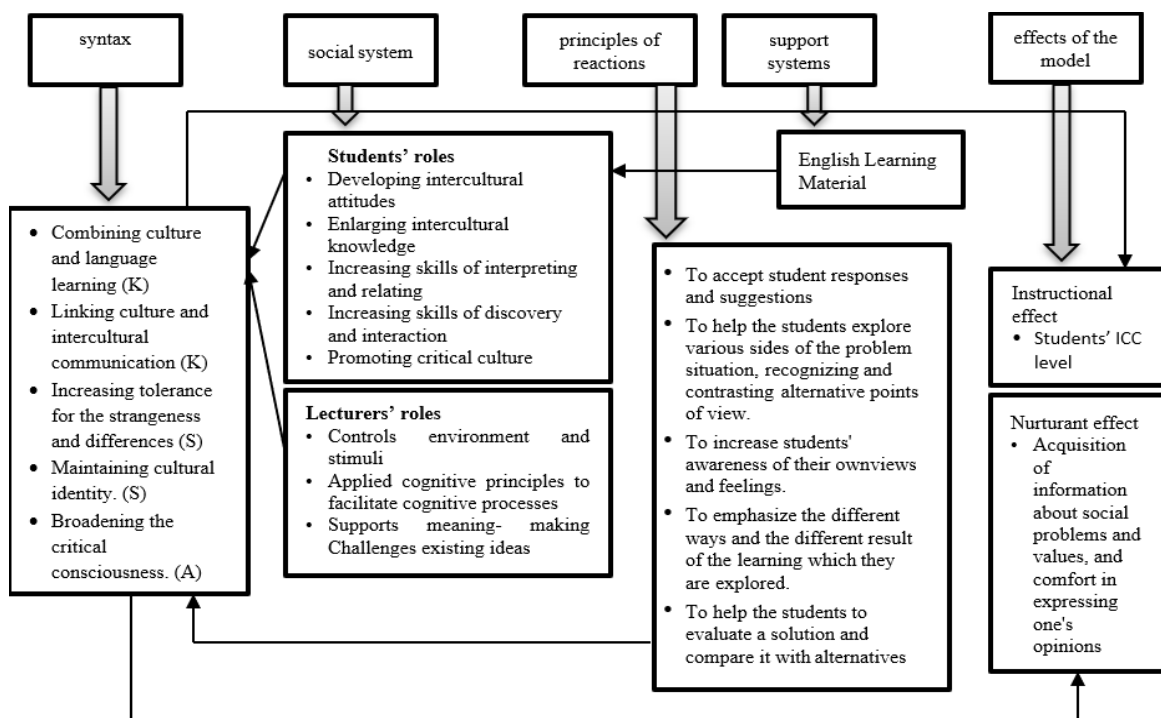 syntax
social system
principles of
reactions
support
systems
effects of the
model
• Combining culture
and language
learning (K)
• Linking culture and
intercultural
communication (K)
• Increasing tolerance
for the strangeness
and differences (S)
• Maintaining cultural
identity. (S)
• Broadening the
critical
consciousness. (A)
Students’ roles
• Developing intercultural
attitudes
• Enlarging intercultural
knowledge
• Increasing skills of interpreting
and relating
• Increasing skills of discovery
and interaction
• Promoting critical culture
Lecturers’ roles
• Controls environment and
stimuli
• Applied cognitive principles to
facilitate cognitive processes
• Supports meaning- making
Challenges existing ideas
• To accept student responses
and suggestions
• To help the students explore
various sides of the problem
situation, recognizing and
contrasting alternative points
of view.
• To increase students'
awareness of their ownviews
and feelings.
• To emphasize the different
ways and the different result
of the learning which they
are explored.
• To help the students to
evaluate a solution and
compare it with alternatives
English Learning
Material
Instructional
effect
• Students’ ICC
level
Nurturant effect
• Acquisition
of
information
about social
problems and
values, and
comfort in
expressing
one's
opinions